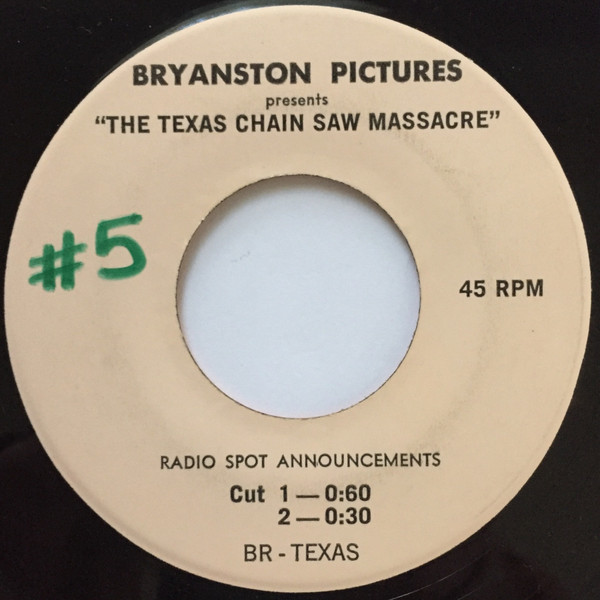 BRYANSTON PICTURES
presents
“THE TEXAS CHAIN SAW MASSACRE”
#5
45 RPM
RADIO SPOT ANNOUNCEMENTS
Cut 1 — 0:60
2 — 0:30
BR - TEXAS